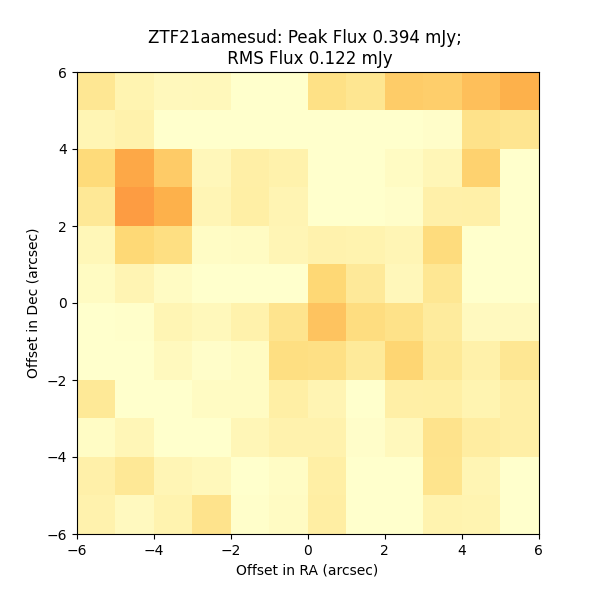 ZTF21aamesud: Peak Flux 0.394 mJy;
RMS Flux 0.122 mJy
6
4
2
0
−2
−4
−6
Offset in Dec (arcsec)
−6 −4 −2 0 2 4 6
Offset in RA (arcsec)